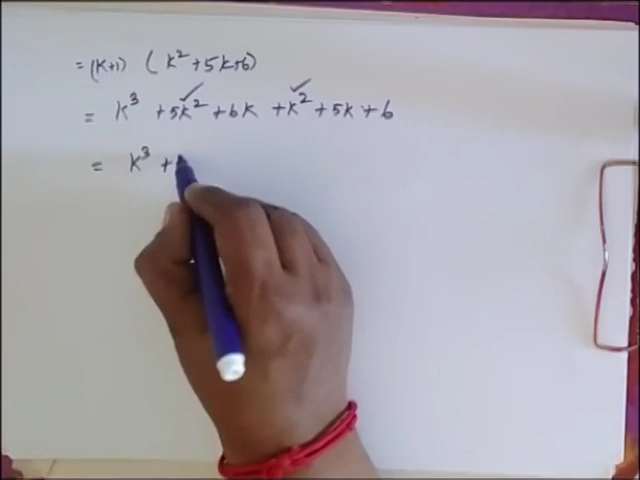 = (k+1) (k² + 5k+6)
= k³ + 5k² + 6k + k² + 5k + 6
= k³ +